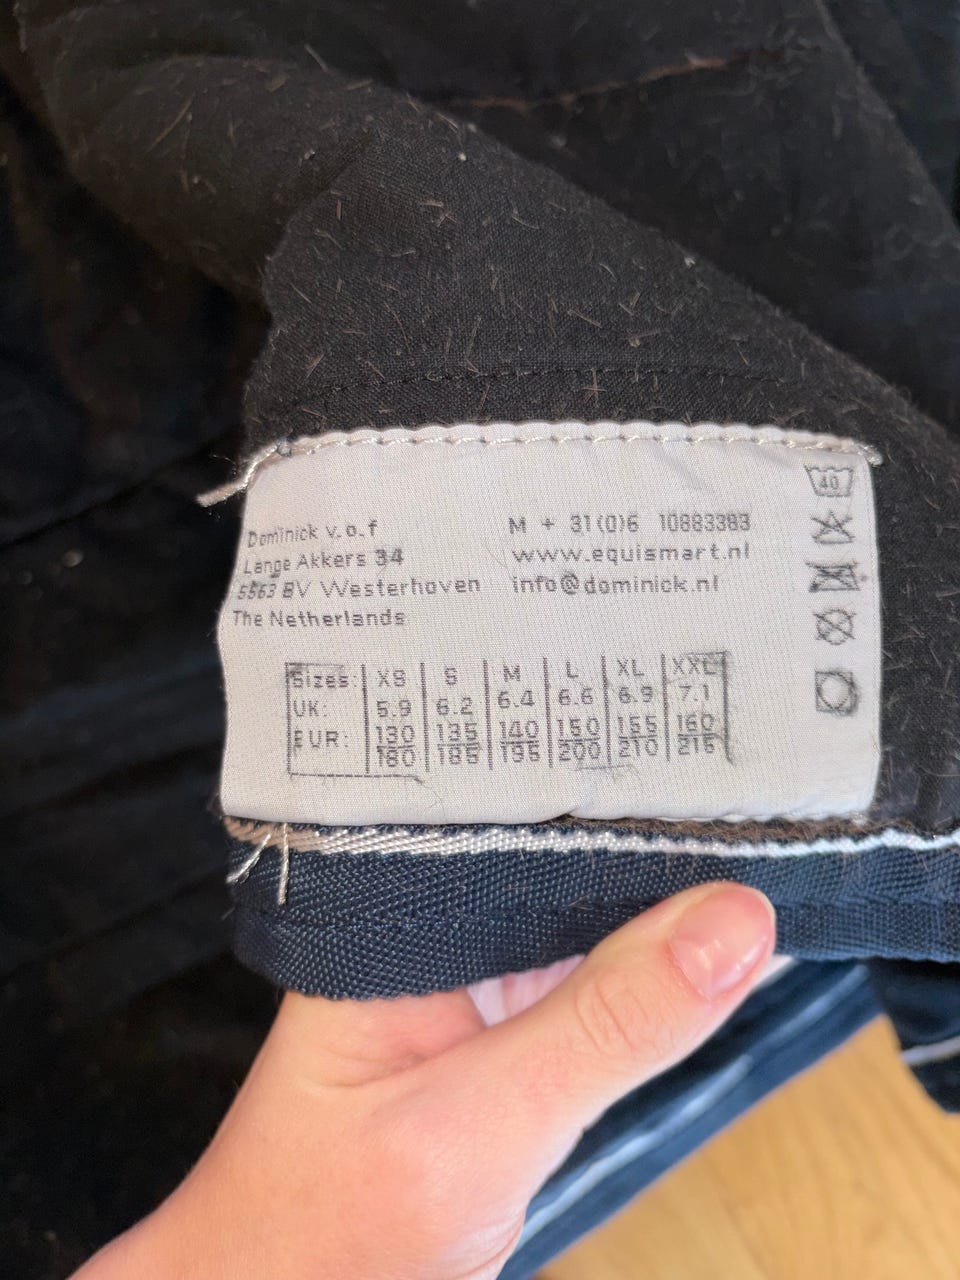 Dominick v.o.f
Lange Akkers 34
5563 BV Westerhoven
The Netherlands
M + 31(0)6 10883383
www.equismart.nl
info@dominick.nl
40
Sizes: XS S M L XL XXL
UK: 5.9 6.2 6.4 6.6 6.9 7.1
EUR: 130 135 140 150 155 160
180 185 195 200 210 215